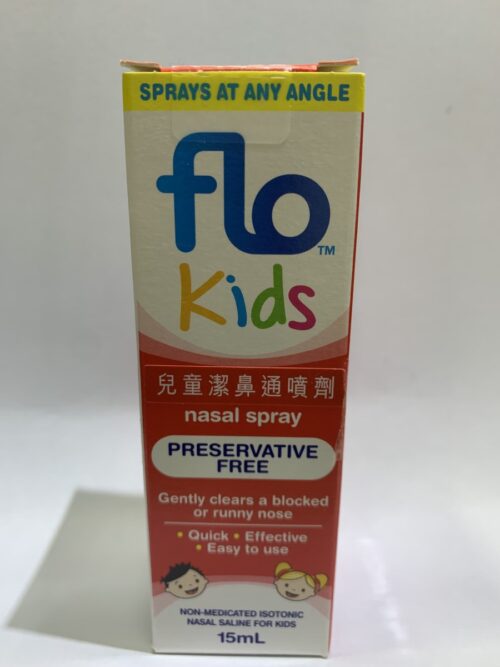 SPRAYS AT ANY ANGLE
flo™
Kids
兒童潔鼻通噴劑
nasal spray
PRESERVATIVE
FREE
Gently clears a blocked
or runny nose
• Quick • Effective
• Easy to use
NON-MEDICATED ISOTONIC
NASAL SALINE FOR KIDS
15mL